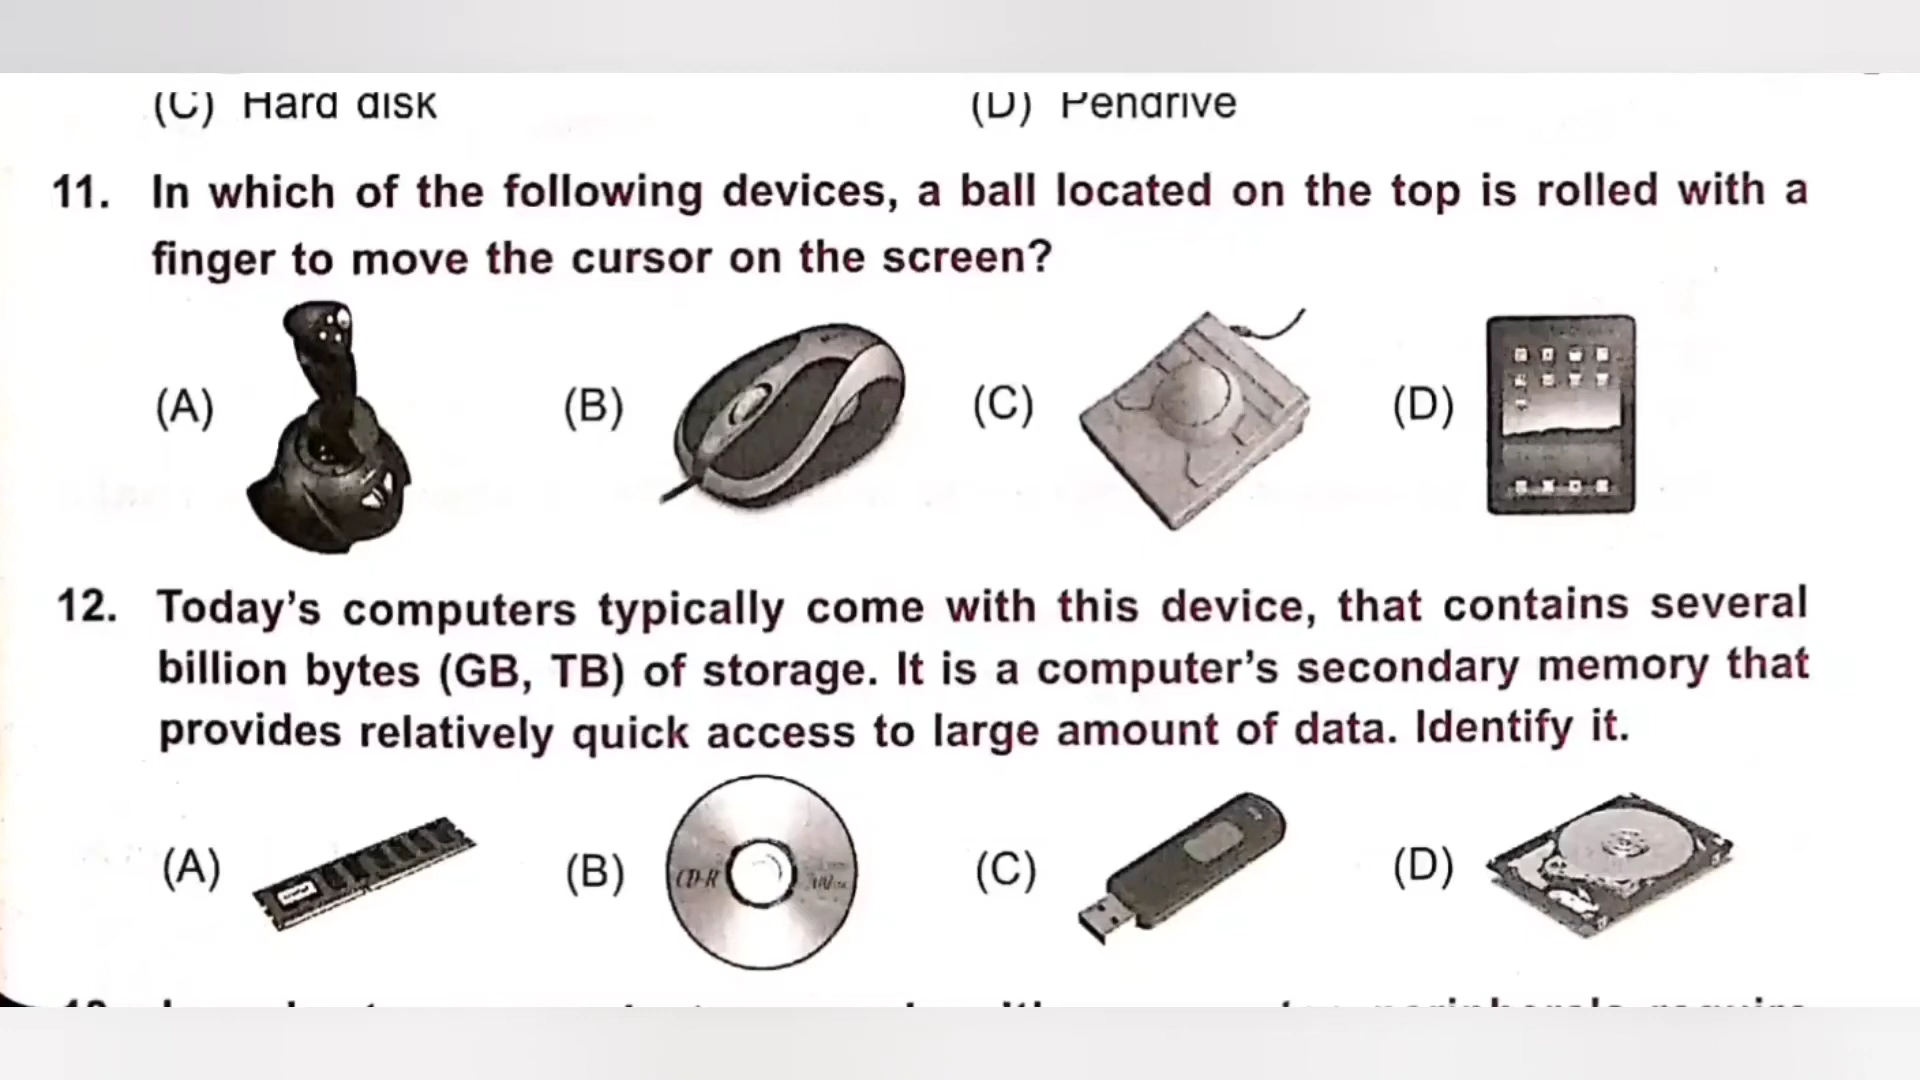 (C) Hard disk (D) Pendrive
11. In which of the following devices, a ball located on the top is rolled with a
finger to move the cursor on the screen?
(A) (B) (C) (D)
12. Today's computers typically come with this device, that contains several
billion bytes (GB, TB) of storage. It is a computer's secondary memory that
provides relatively quick access to large amount of data. Identify it.
(A) (B) (C) (D)
CD-R